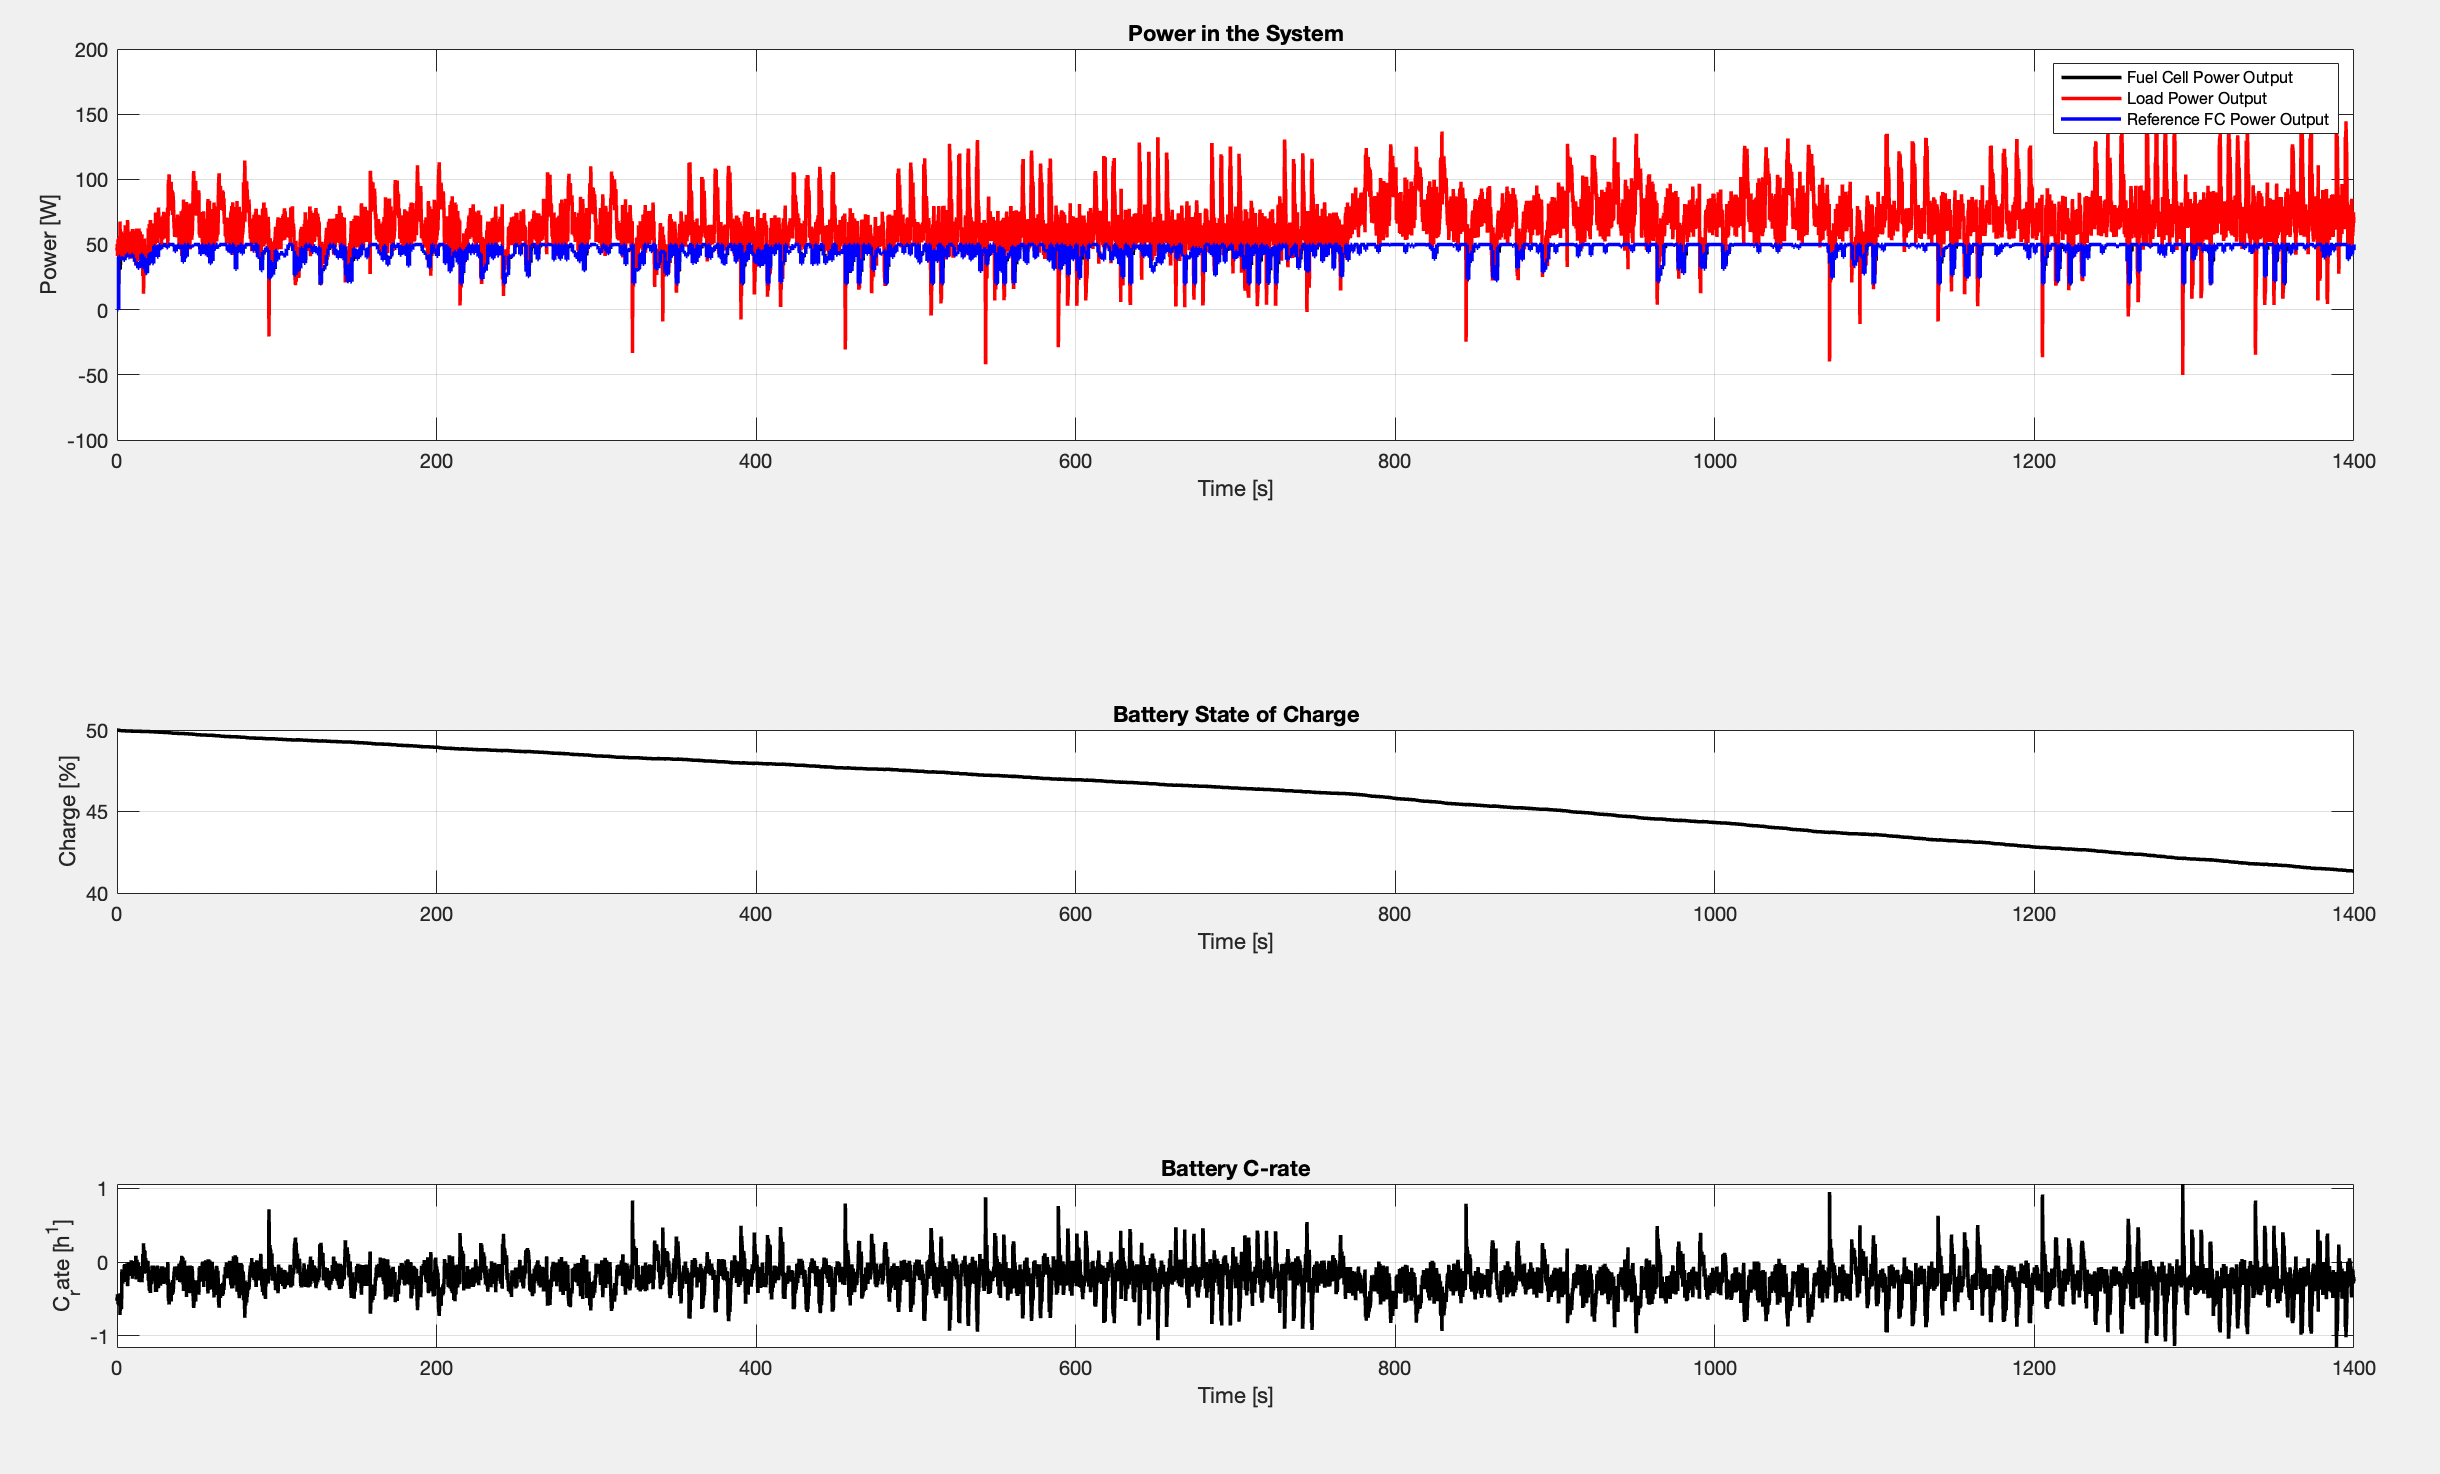 Power in the System
200
150
100
50
0
-50
-100
Power [W]
Fuel Cell Power Output
Load Power Output
Reference FC Power Output
0 200 400 600 800 1000 1200 1400
Time [s]
Battery State of Charge
50
45
40
Charge [%]
0 200 400 600 800 1000 1200 1400
Time [s]
Battery C-rate
1
0
-1
C_rate [h^1]
0 200 400 600 800 1000 1200 1400
Time [s]